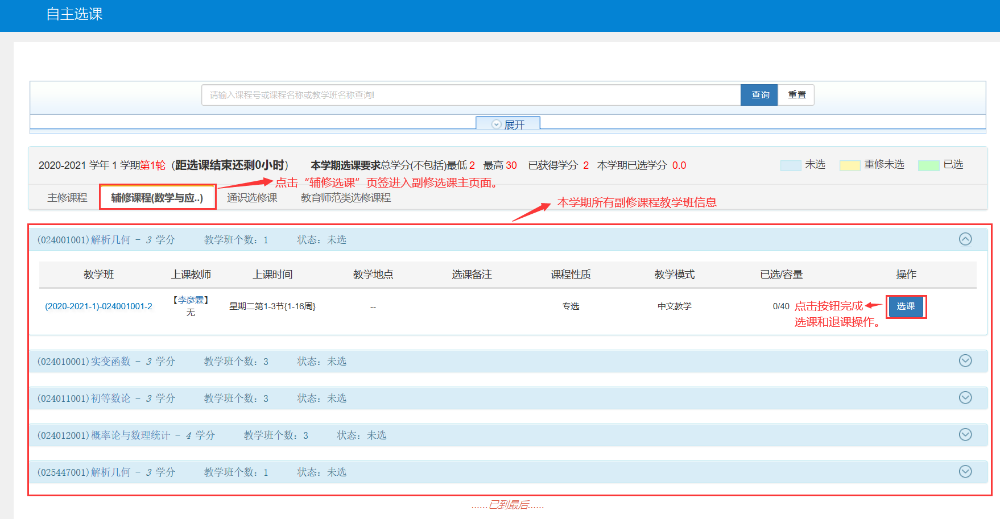 自主选课
请输入课程号或课程名称或教学班名称查询!
查询
重置
展开
2020-2021 学年 1 学期第1轮（距选课结束还剩0小时） 本学期选课要求总学分(不包括)最低 2 最高 30 已获得学分 2 本学期已选学分 0.0
未选 重修未选 已选
点击“辅修选课”页签进入副修选课主页面。
主修课程 辅修课程(数学与应..) 通识选修课 教育师范类选修课程
本学期所有副修课程教学班信息
(024001001)解析几何 - 3 学分 教学班个数：1 状态：未选
教学班 上课教师 上课时间 教学地点 选课备注 课程性质 教学模式 已选/容量 操作
(2020-2021-1)-024001001-2 【李彦霖】 星期二第1-3节{1-16周} -- 专选 中文教学 0/40 选课
无
点击按钮完成
选课和退课操作。
(024010001)实变函数 - 3 学分 教学班个数：3 状态：未选
(024011001)初等数论 - 3 学分 教学班个数：3 状态：未选
(024012001)概率论与数理统计 - 4 学分 教学班个数：3 状态：未选
(025447001)解析几何 - 3 学分 教学班个数：1 状态：未选
......已到最后......